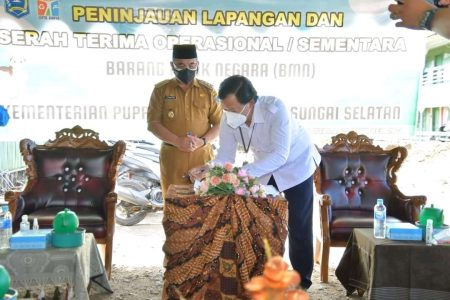 PENINJAUAN LAPANGAN DAN
SERAH TERIMA OPERASIONAL / SEMENTARA
BARANG NEGARA (BMN)
KEMENTERIAN PUPR SUNGAI SELATAN